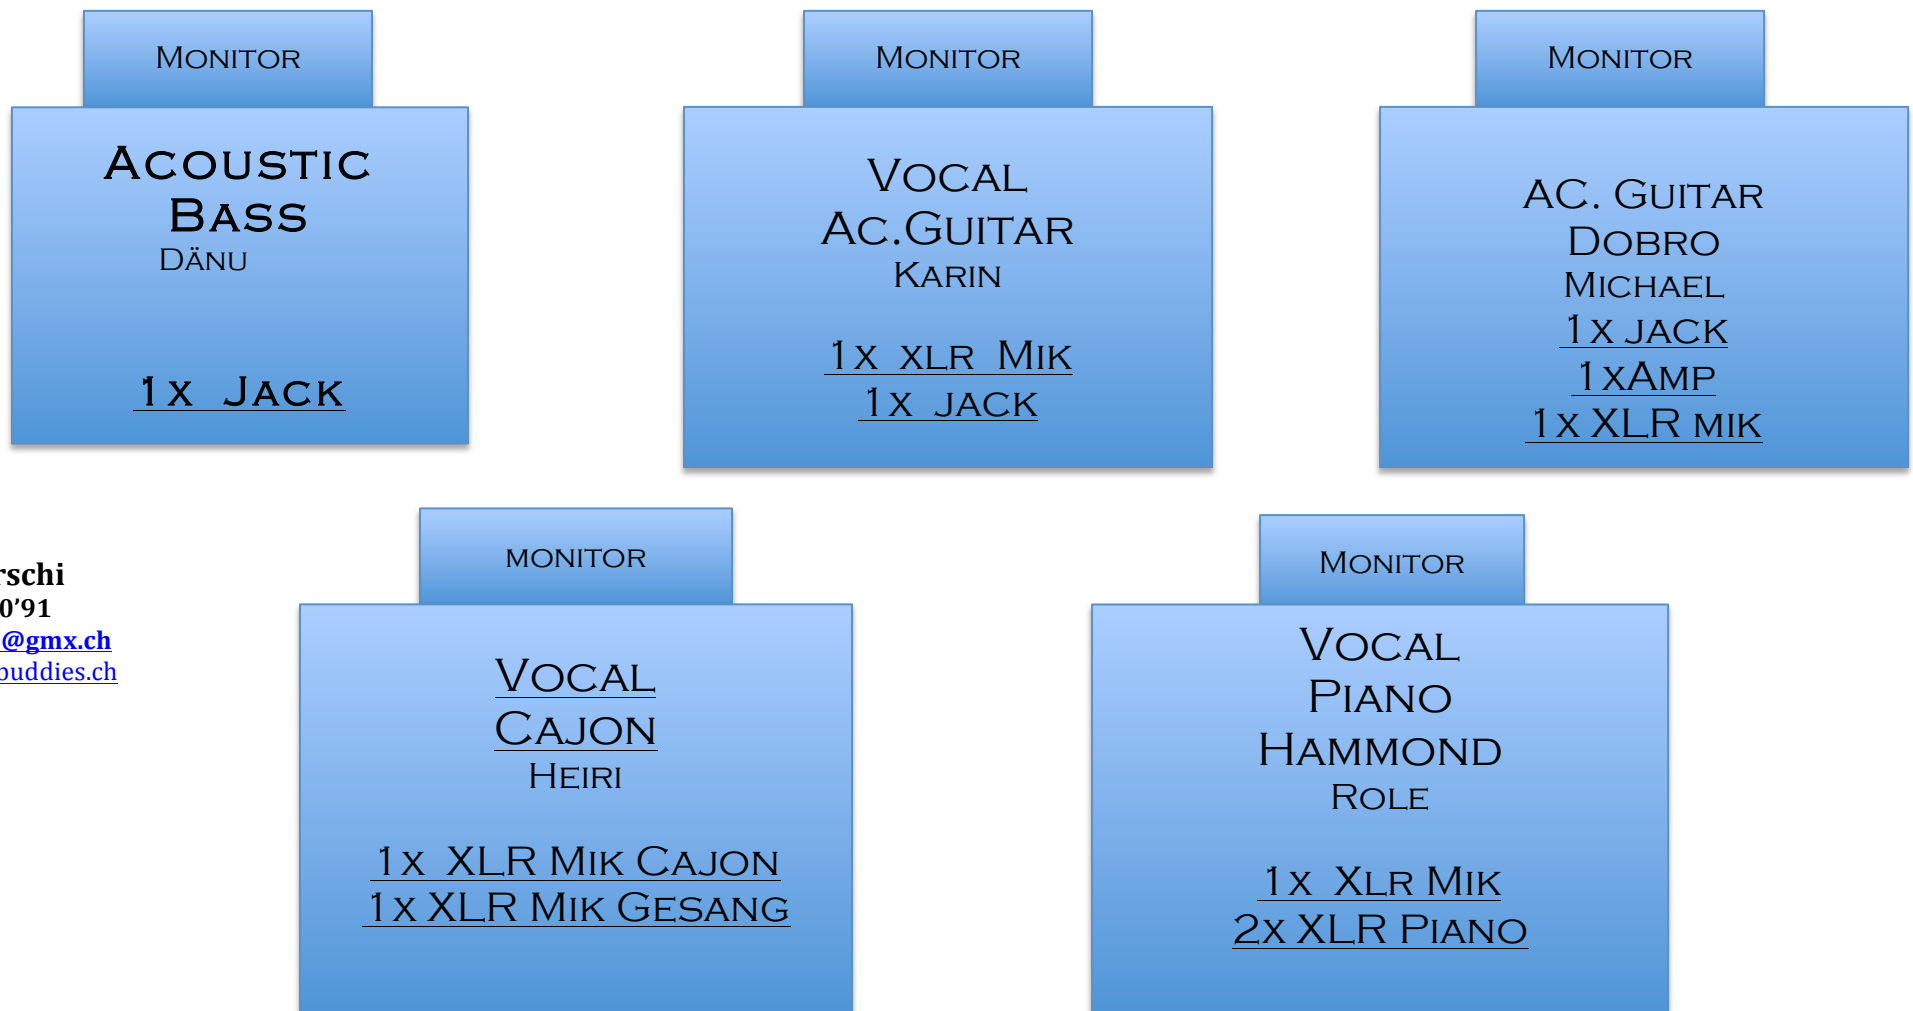 Monitor
Acoustic
Bass
Dänu
1x Jack
Monitor
Vocal
Ac.Guitar
Karin
1x xlr Mik
1x jack
Monitor
AC. Guitar
Dobro
Michael
1x jack
1xAmp
1x XLR mik
rschi
0’91
@gmx.ch
buddies.ch
monitor
Vocal
Cajon
Heiri
1x XLR Mik Cajon
1x XLR Mik Gesang
Monitor
Vocal
Piano
Hammond
Role
1x Xlr Mik
2x XLR Piano